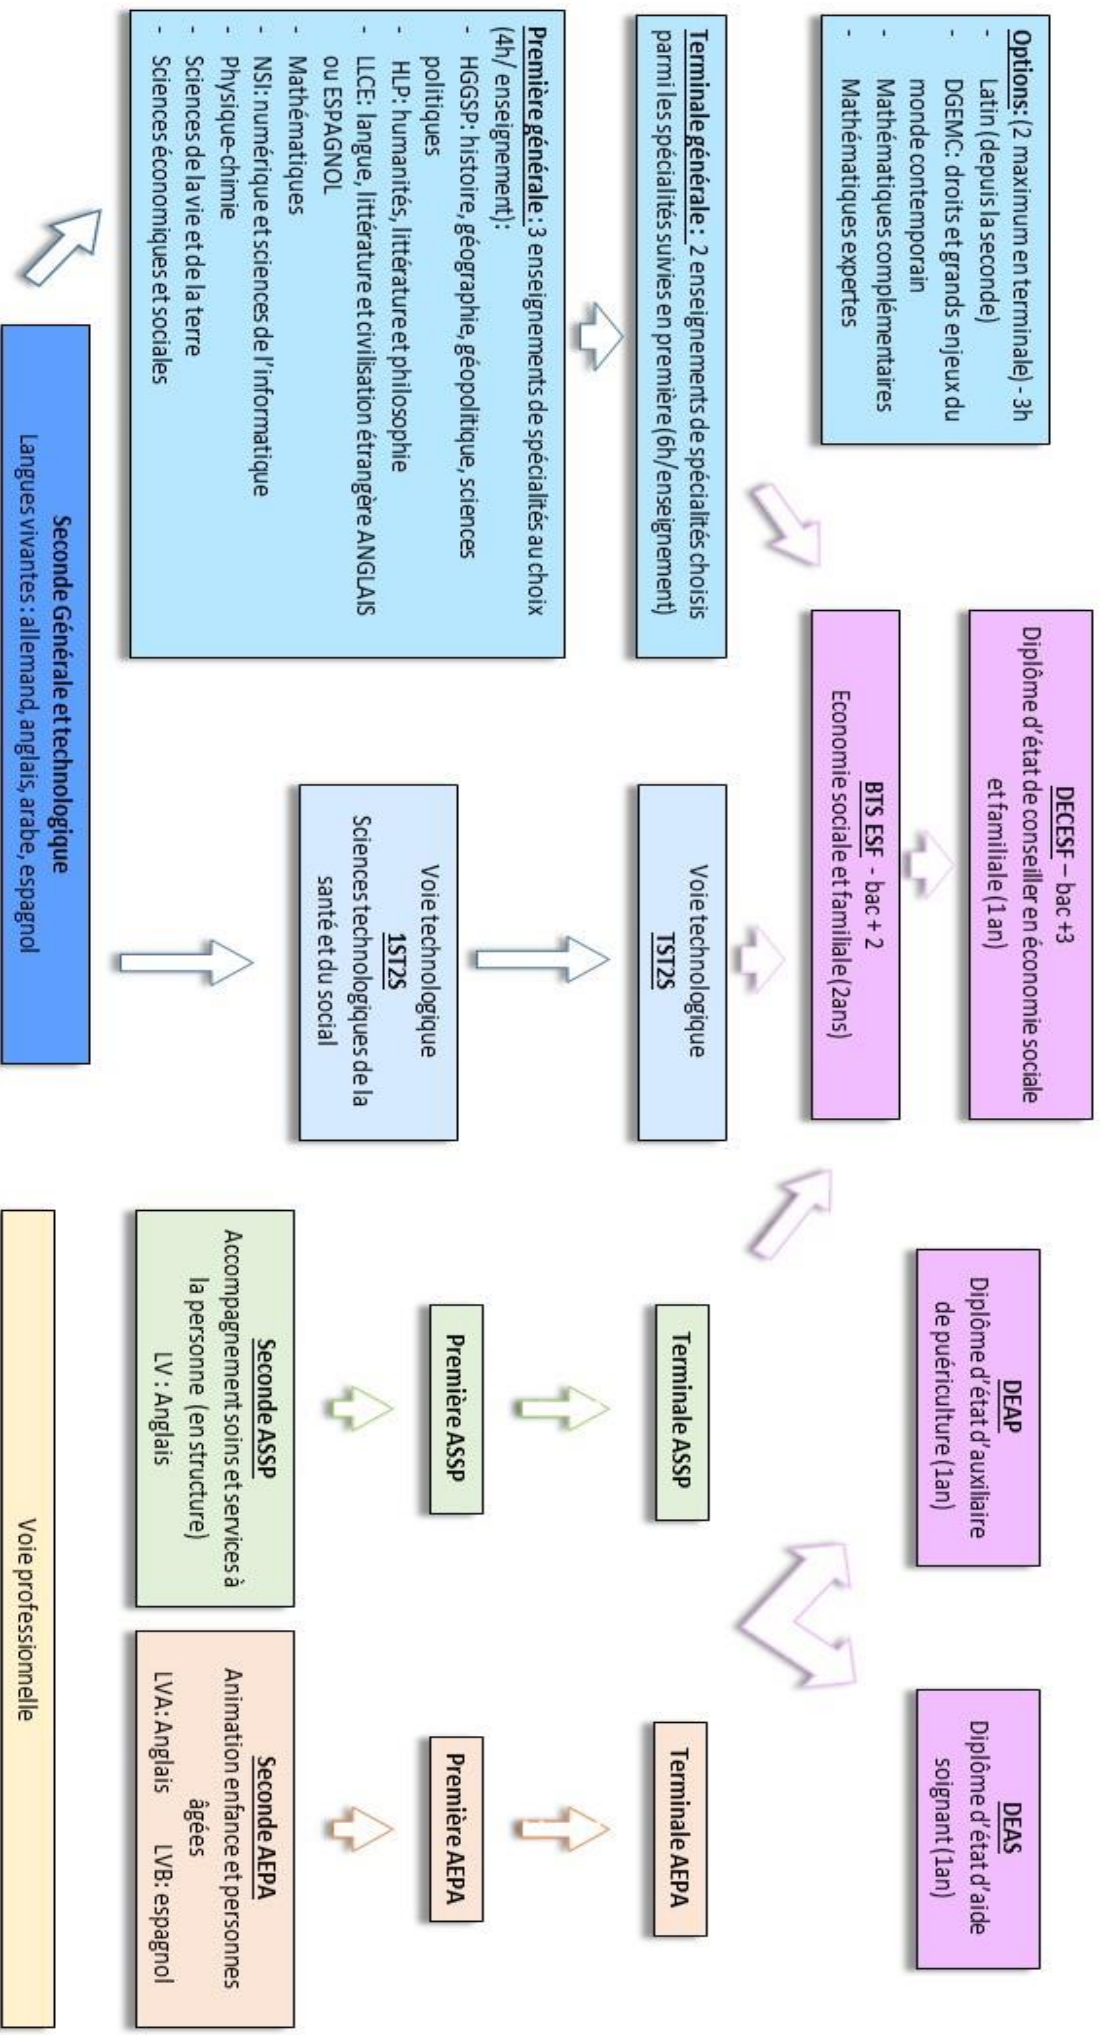 Options: (2 maximum en terminale) - 3h
- Latin (depuis la seconde)
- DGEMC: droits et grands enjeux du
monde contemporain
- Mathématiques complémentaires
- Mathématiques expertes
DECESF – bac +3
Diplôme d'état de conseiller en économie sociale
et familiale (1 an)
DEAP
Diplôme d'état d'auxiliaire
de puériculture (1an)
DEAS
Diplôme d'état d'aide
soignant (1an)
BTS ESF - bac + 2
Economie sociale et familiale (2ans)
Terminale générale : 2 enseignements de spécialités choisis
parmi les spécialités suivies en première (6h/enseignement)
Voie technologique
TST2S
Terminale ASSP
Terminale AEPA
Première générale : 3 enseignements de spécialités au choix
(4h/ enseignement) :
- HGGSP: histoire, géographie, géopolitique, sciences
politiques
- HLP: humanités, littérature et philosophie
- LLCE: langue, littérature et civilisation étrangère ANGLAIS
ou ESPAGNOL
- Mathématiques
- NSI: numérique et sciences de l'informatique
- Physique-chimie
- Sciences de la vie et de la terre
- Sciences économiques et sociales
Voie technologique
1ST2S
Sciences technologiques de la
santé et du social
Première ASSP
Première AEPA
Seconde ASSP
Accompagnement soins et services à
la personne (en structure)
LV : Anglais
Seconde AEPA
Animation enfance et personnes
âgées
LVA: Anglais LVB: espagnol
Seconde Générale et technologique
Langues vivantes : allemand, anglais, arabe, espagnol
Voie professionnelle